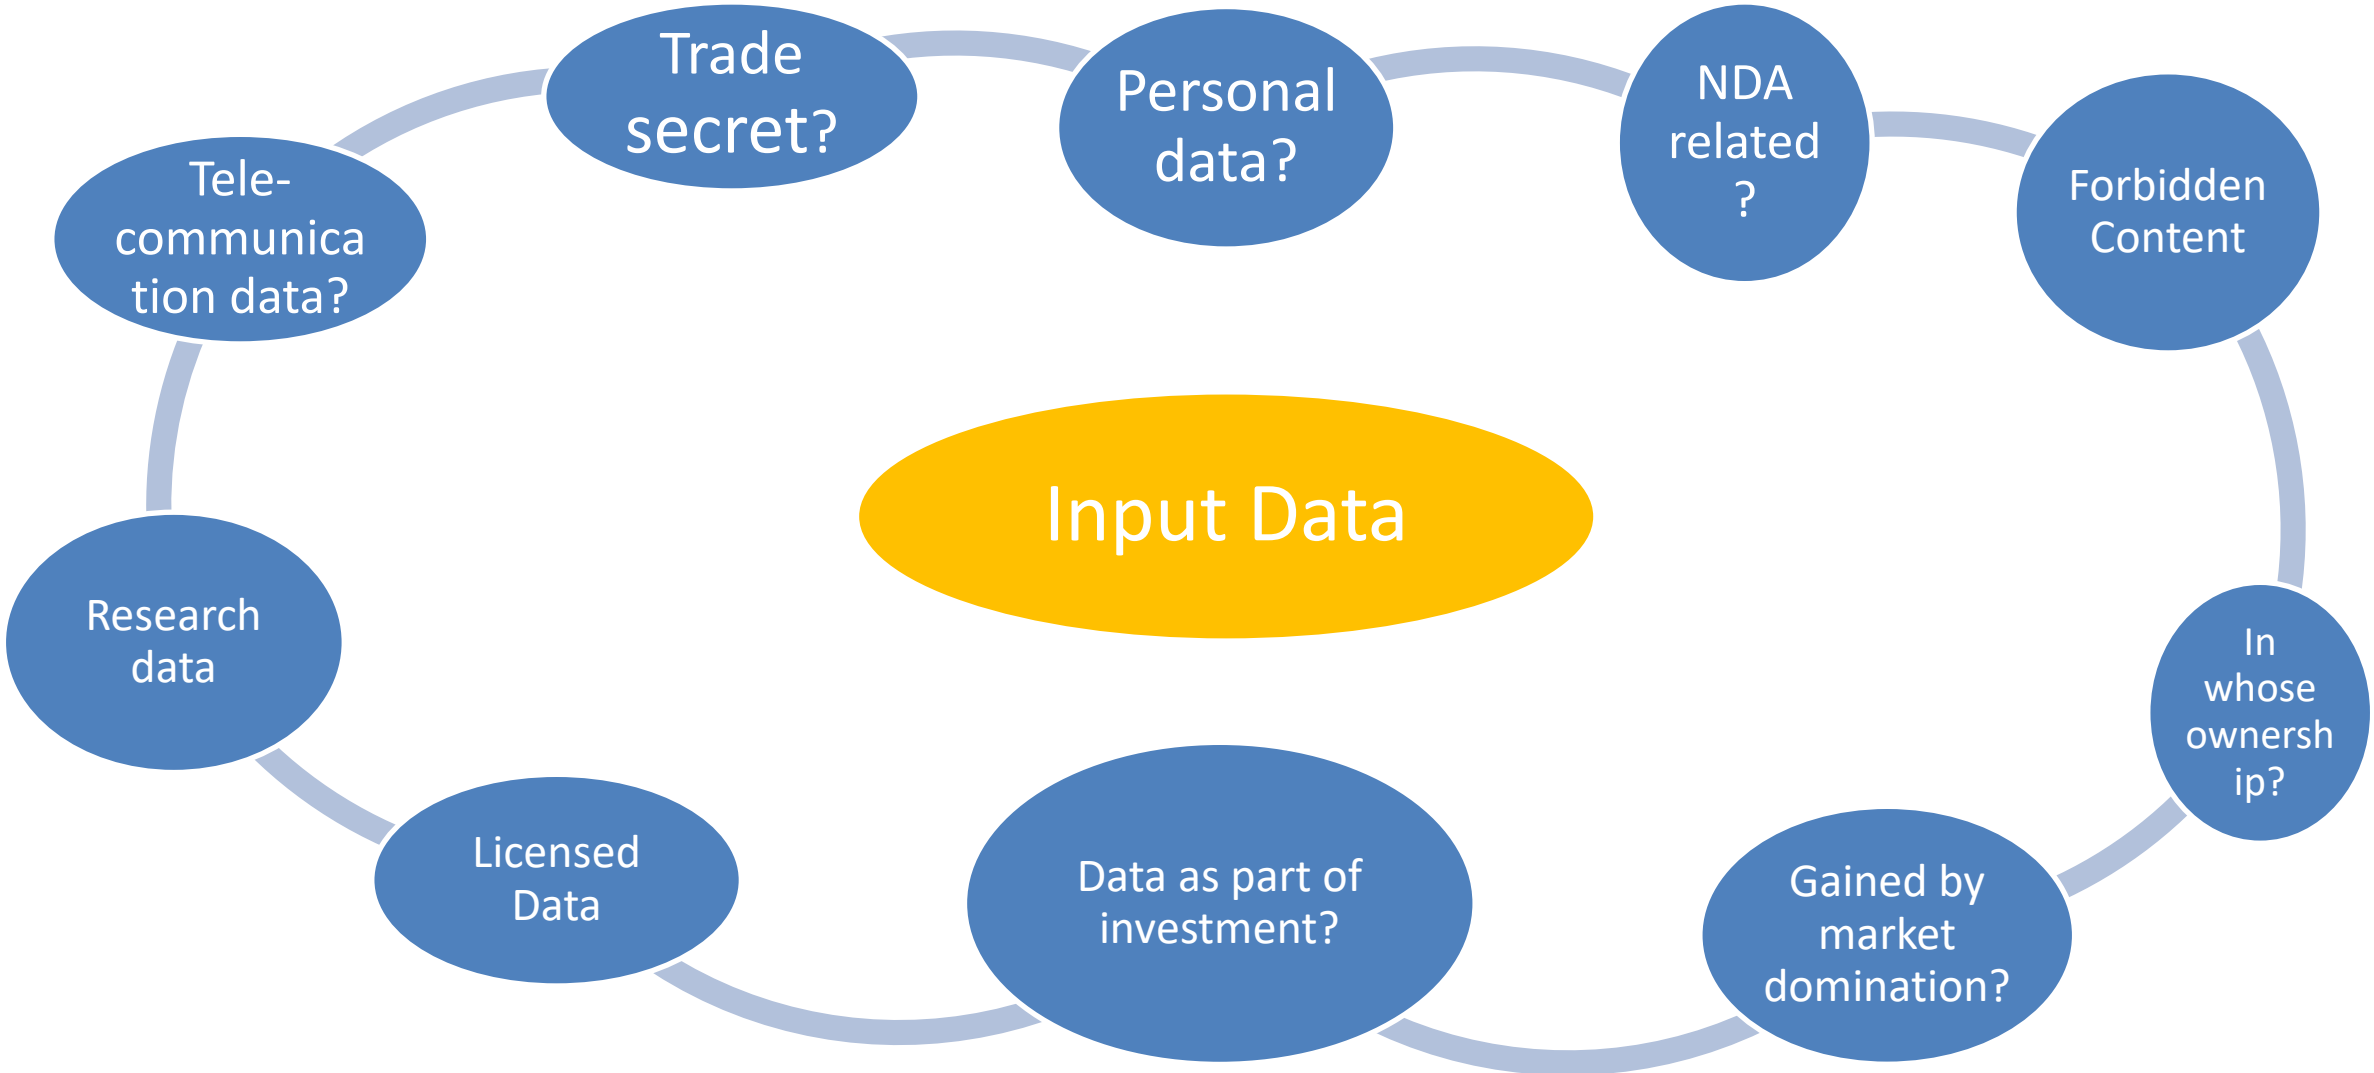 Trade
secret?
Personal
data?
NDA
related
?
Forbidden
Content
Tele-
communica
tion data?
Input Data
In
whose
ownersh
ip?
Research
data
Licensed
Data
Data as part of
investment?
Gained by
market
domination?